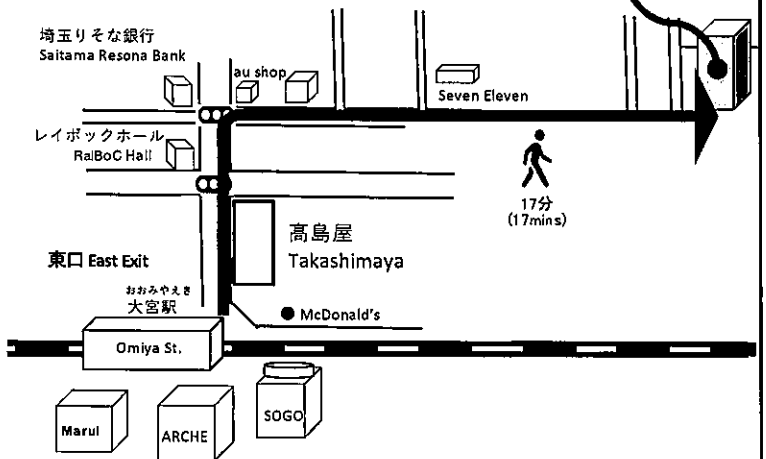 埼玉りそな銀行
Saitama Resona Bank
au shop
Seven Eleven
レイボックホール
RaiBoC Hall
17分
(17mins)
髙島屋
Takashimaya
東口 East Exit
おおみやえき
大宮駅
McDonald's
Omiya St.
Marui
ARCHE
SOGO